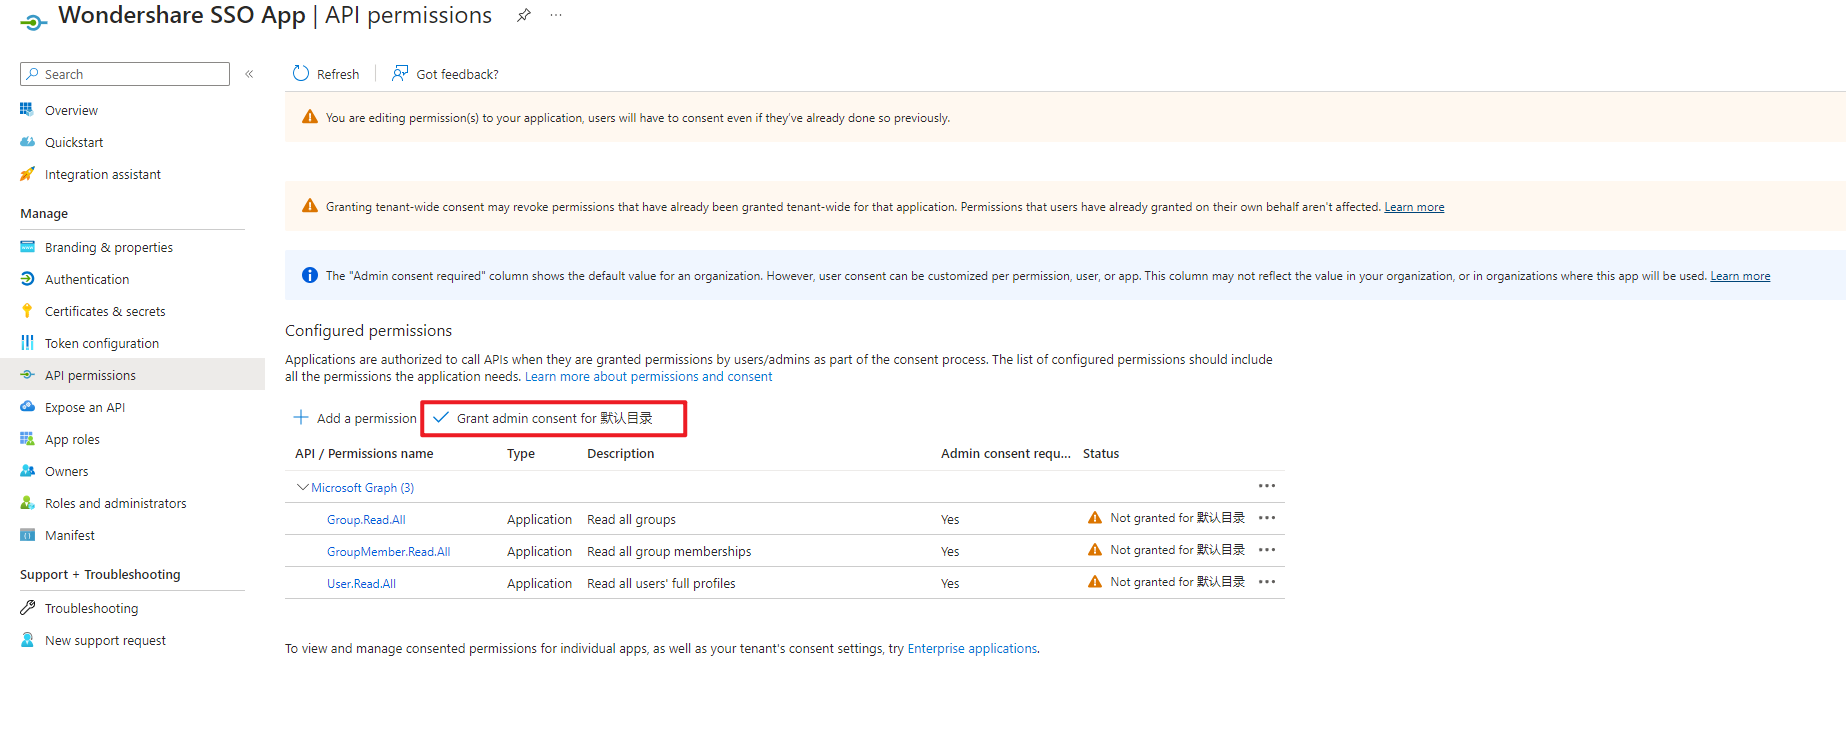 Wondershare SSO App | API permissions
Search
Refresh
Got feedback?
Overview
Quickstart
Integration assistant
Manage
Branding & properties
Authentication
Certificates & secrets
Token configuration
API permissions
Expose an API
App roles
Owners
Roles and administrators
Manifest
Support + Troubleshooting
Troubleshooting
New support request
You are editing permission(s) to your application, users will have to consent even if they've already done so previously.
Granting tenant-wide consent may revoke permissions that have already been granted tenant-wide for that application. Permissions that users have already granted on their own behalf aren't affected. Learn more
The "Admin consent required" column shows the default value for an organization. However, user consent can be customized per permission, user, or app. This column may not reflect the value in your organization, or in organizations where this app will be used. Learn more
Configured permissions
Applications are authorized to call APIs when they are granted permissions by users/admins as part of the consent process. The list of configured permissions should include
all the permissions the application needs. Learn more about permissions and consent
Add a permission
Grant admin consent for 默认目录
API / Permissions name Type Description Admin consent requ... Status
Microsoft Graph (3)
Group.Read.All Application Read all groups Yes Not granted for 默认目录
GroupMember.Read.All Application Read all group memberships Yes Not granted for 默认目录
User.Read.All Application Read all users' full profiles Yes Not granted for 默认目录
To view and manage consented permissions for individual apps, as well as your tenant's consent settings, try Enterprise applications.